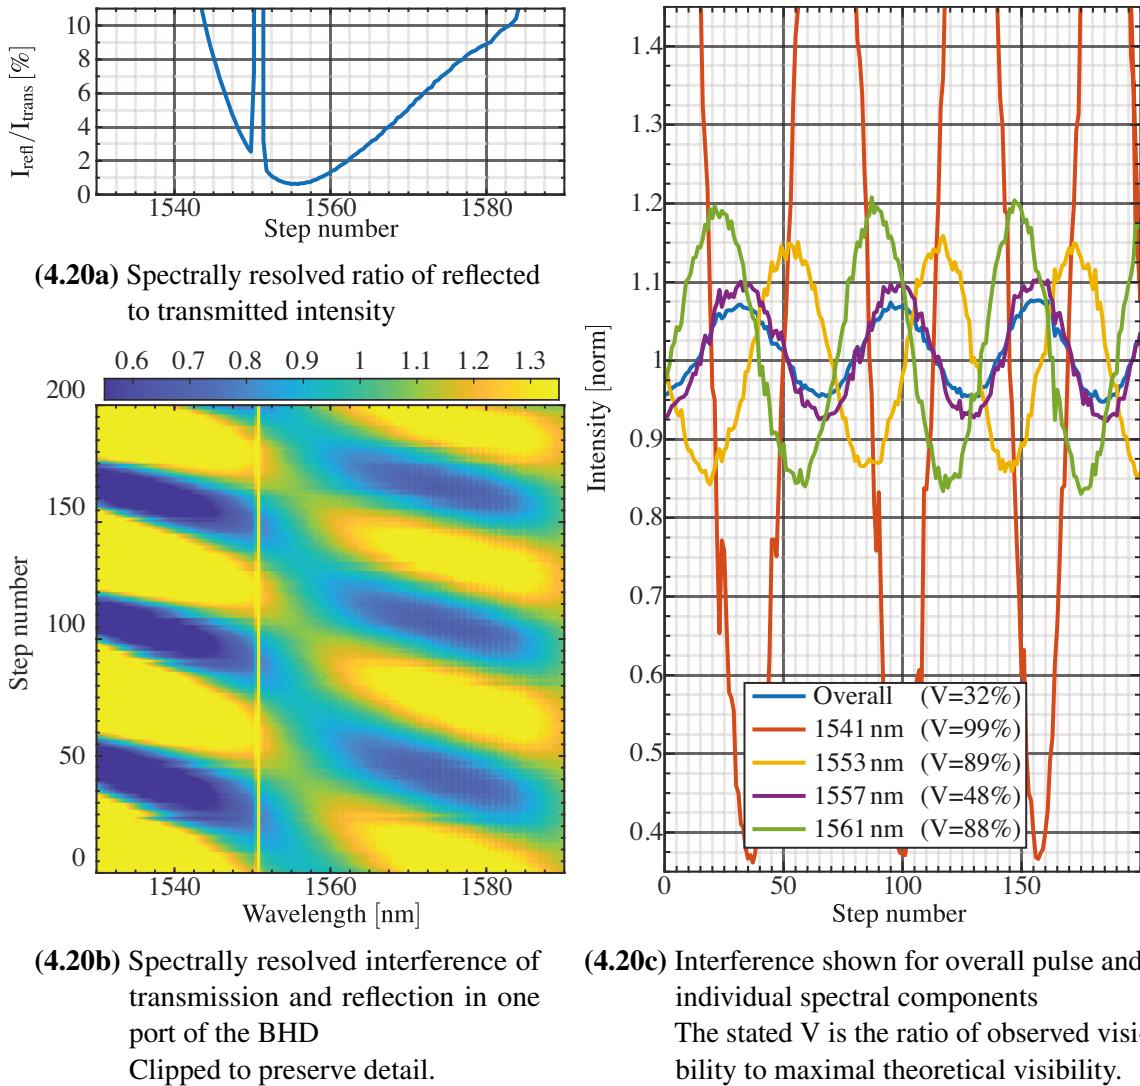 I_refl/I_trans [%]
10
8
6
4
2
0
1540 1560 1580
Step number
(4.20a) Spectrally resolved ratio of reflected
to transmitted intensity
0.6 0.7 0.8 0.9 1 1.1 1.2 1.3
Step number
200
150
100
50
0
1540 1560 1580
Wavelength [nm]
(4.20b) Spectrally resolved interference of
transmission and reflection in one
port of the BHD
Clipped to preserve detail.
Intensity [norm]
1.4
1.3
1.2
1.1
1
0.9
0.8
0.7
0.6
0.5
0.4
Overall (V=32%)
1541 nm (V=99%)
1553 nm (V=89%)
1557 nm (V=48%)
1561 nm (V=88%)
0 50 100 150
Step number
(4.20c) Interference shown for overall pulse and
individual spectral components
The stated V is the ratio of observed visi-
bility to maximal theoretical visibility.